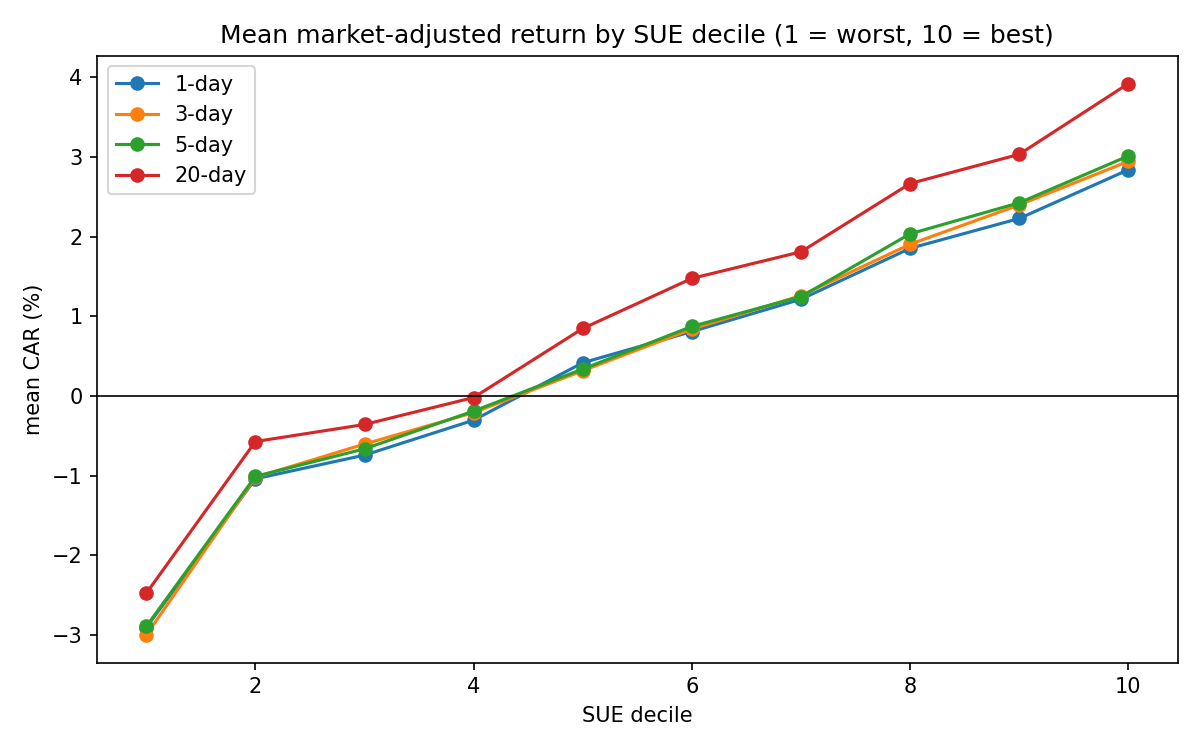 Mean market-adjusted return by SUE decile (1 = worst, 10 = best)
1-day
3-day
5-day
20-day
mean CAR (%)
4
3
2
1
0
−1
−2
−3
2
4
6
8
10
SUE decile